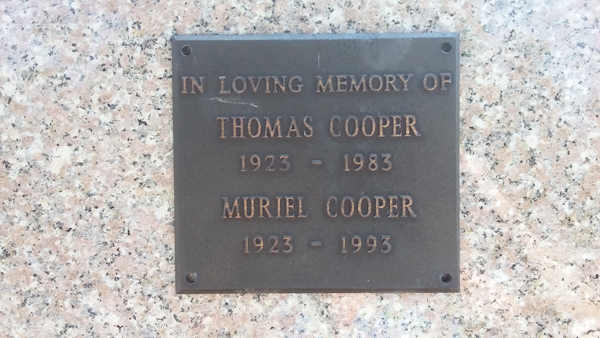 IN LOVING MEMORY OF
THOMAS COOPER
1923 - 1983
MURIEL COOPER
1923 - 1993